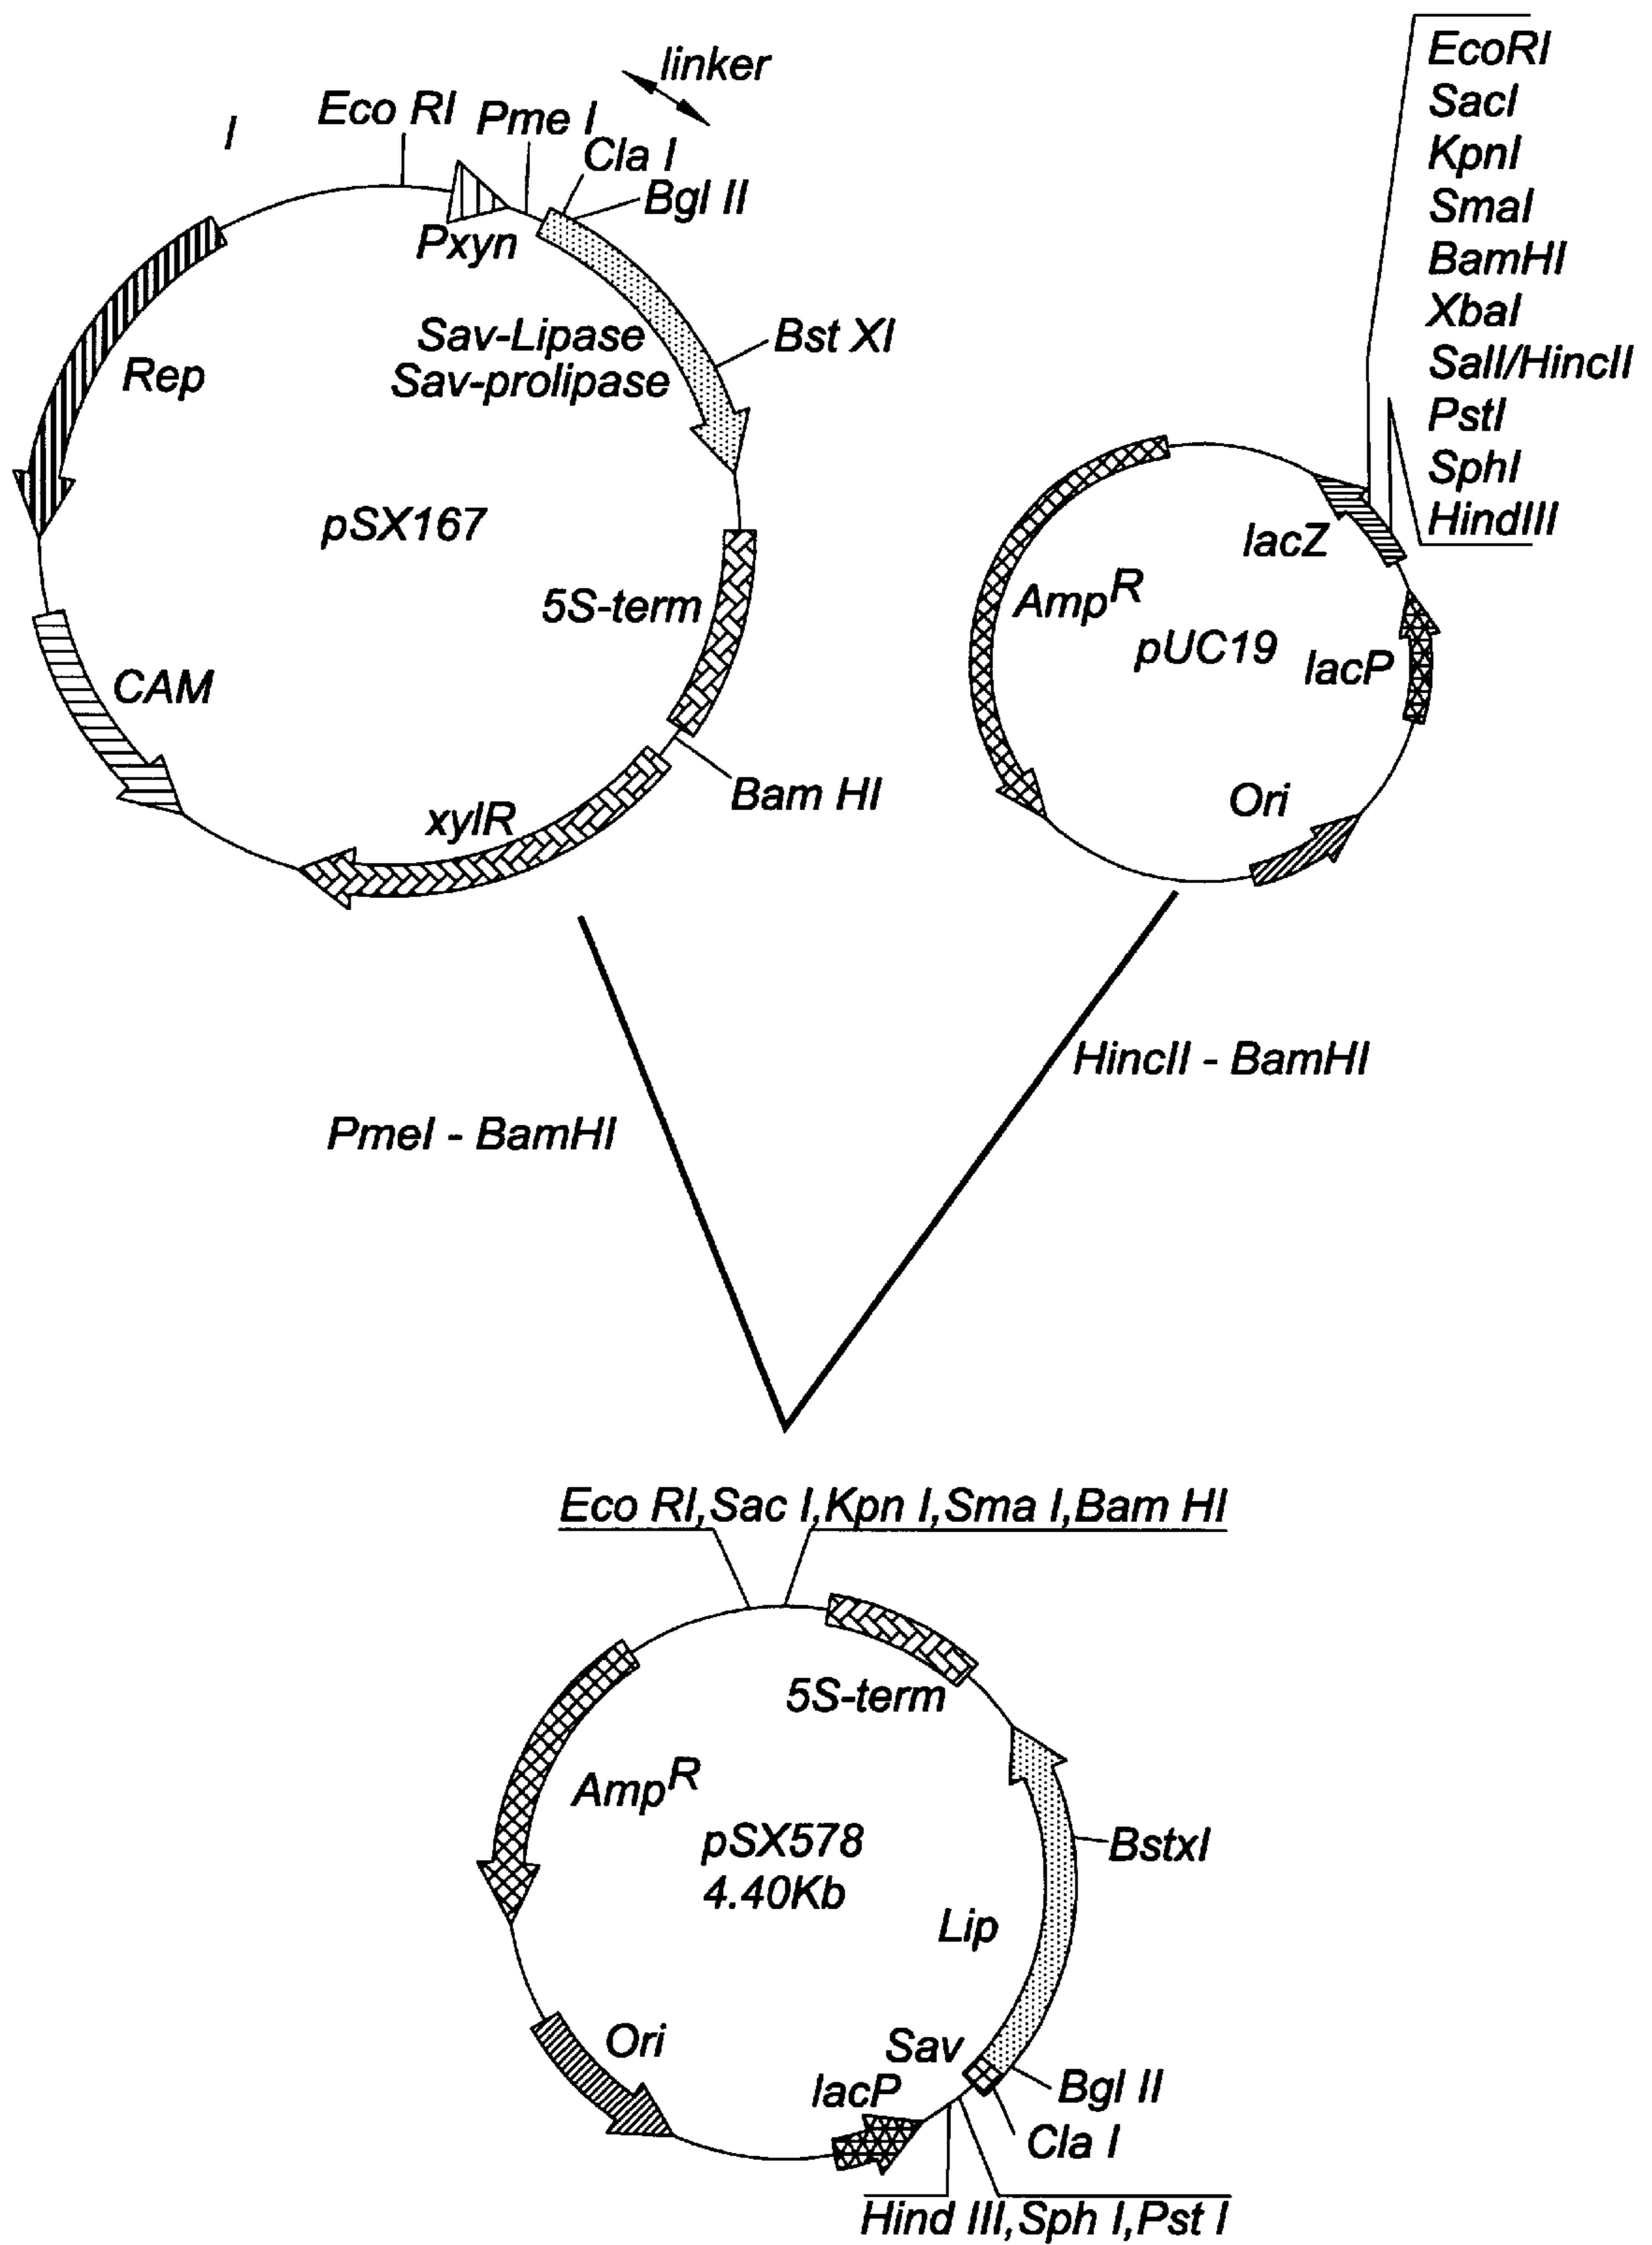 linker
I
Eco RI
Pme I
Cla I
Bgl II
Pxyn
Sav-Lipase
Sav-prolipase
Bst XI
Rep
pSX167
5S-term
CAM
xylR
Bam HI
EcoRI
SacI
KpnI
SmaI
BamHI
XbaI
SalI/HincII
PstI
SphI
HindIII
lacZ
Amp^R
pUC19
lacP
Ori
PmeI - BamHI
HincII - BamHI
Eco RI,Sac I,Kpn I,Sma I,Bam HI
5S-term
Amp^R
pSX578
4.40Kb
BstxI
Lip
Ori
Sav
lacP
Bgl II
Cla I
Hind III,Sph I,Pst I